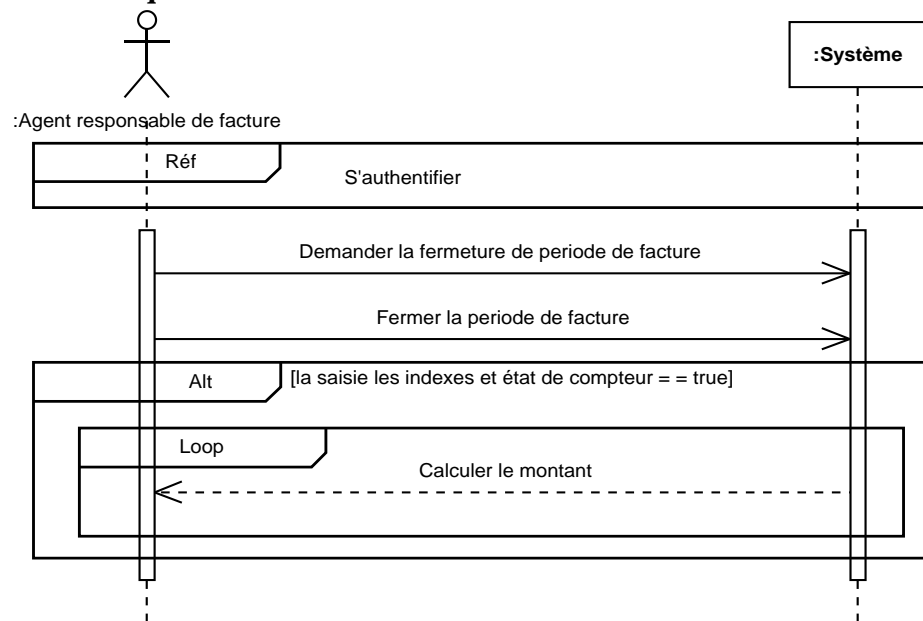 :Système
:Agent responsable de facture
Réf
S'authentifier
Demander la fermeture de periode de facture
Fermer la periode de facture
Alt
[la saisie les indexes et état de compteur = = true]
Loop
Calculer le montant